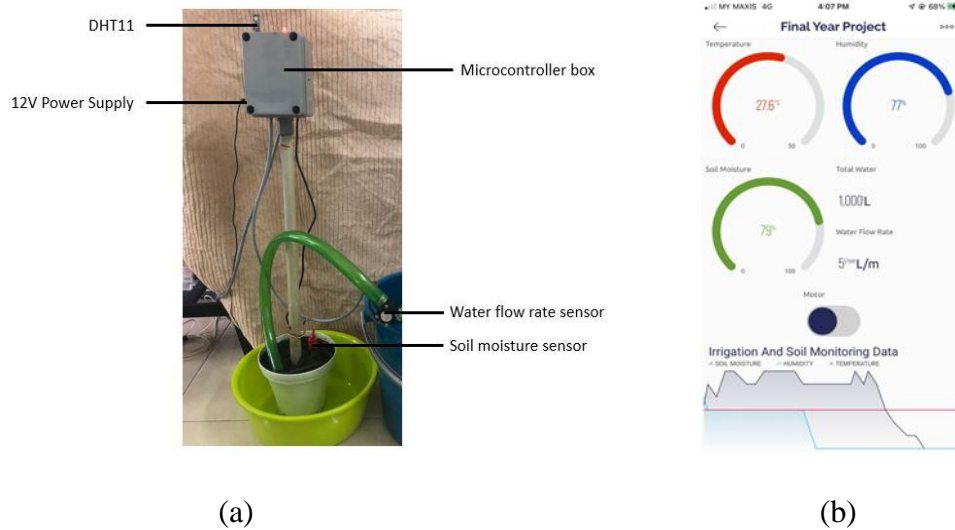 DHT11
12V Power Supply
Microcontroller box
Water flow rate sensor
Soil moisture sensor
(a)
MY MAXIS 4G 4:07 PM 68%
Final Year Project
Temperature
27.6°C
0 50
Humidity
77%
0 100
Soil Moisture
79%
0 100
Total Water
1,000 L
Water Flow Rate
L/m
Motor
Irrigation And Soil Monitoring Data
SOIL MOISTURE HUMIDITY TEMPERATURE
(b)